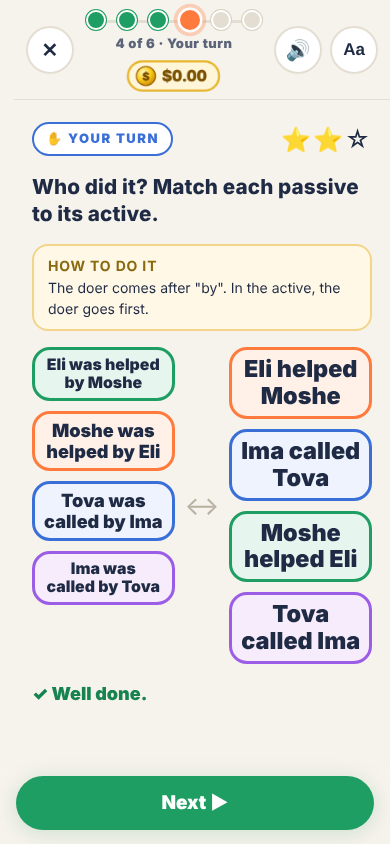 4 of 6 · Your turn
Aa
$0.00
YOUR TURN
Who did it? Match each passive
to its active.
HOW TO DO IT
The doer comes after "by". In the active, the
doer goes first.
Eli was helped
by Moshe
Moshe was
helped by Eli
Tova was
called by Ima
Ima was
called by Tova
Eli helped
Moshe
Ima called
Tova
Moshe
helped Eli
Tova
called Ima
✓ Well done.
Next ▶